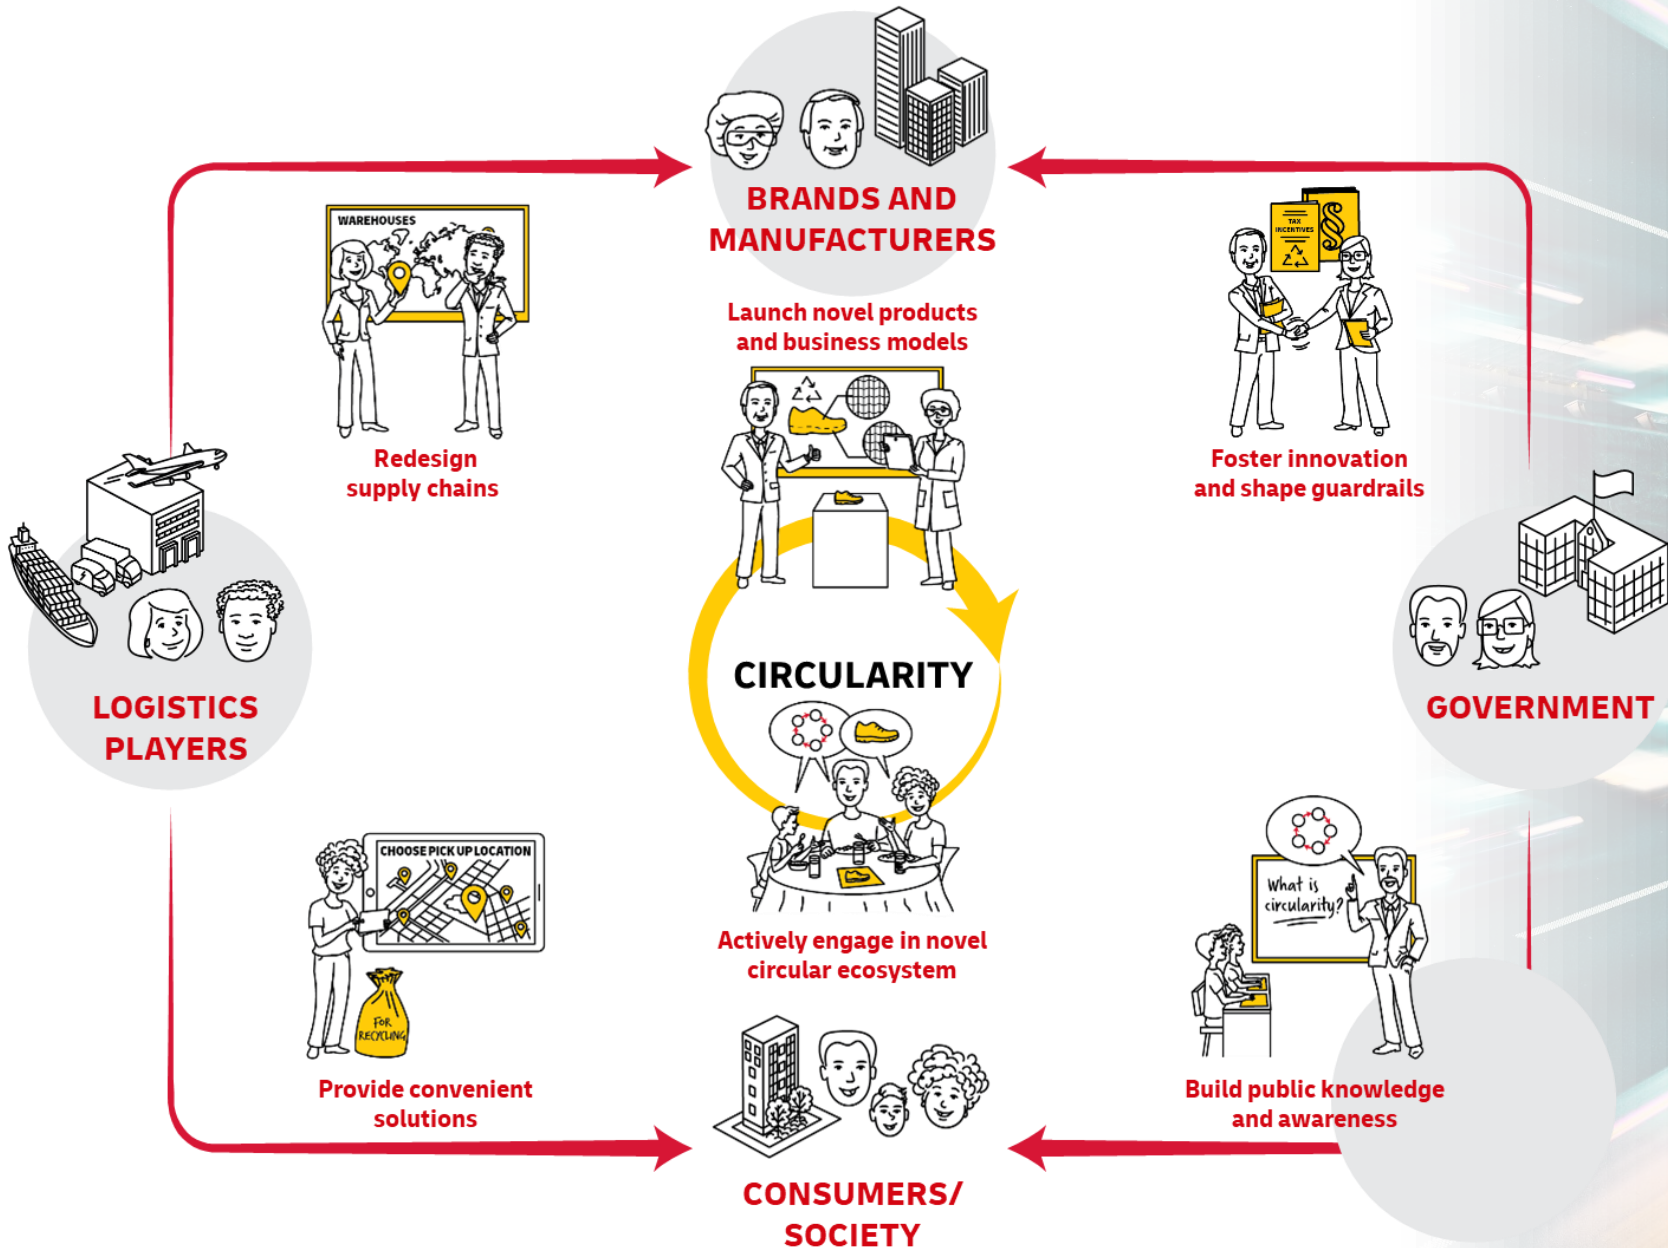 BRANDS AND
MANUFACTURERS
Launch novel products
and business models
WAREHOUSES
Redesign
supply chains
TAX
INCENTIVES
§
Foster innovation
and shape guardrails
LOGISTICS
PLAYERS
CIRCULARITY
GOVERNMENT
CHOOSE PICK UP LOCATION
FOR
RECYCLING
Provide convenient
solutions
Actively engage in novel
circular ecosystem
What is
circularity?
Build public knowledge
and awareness
CONSUMERS/
SOCIETY